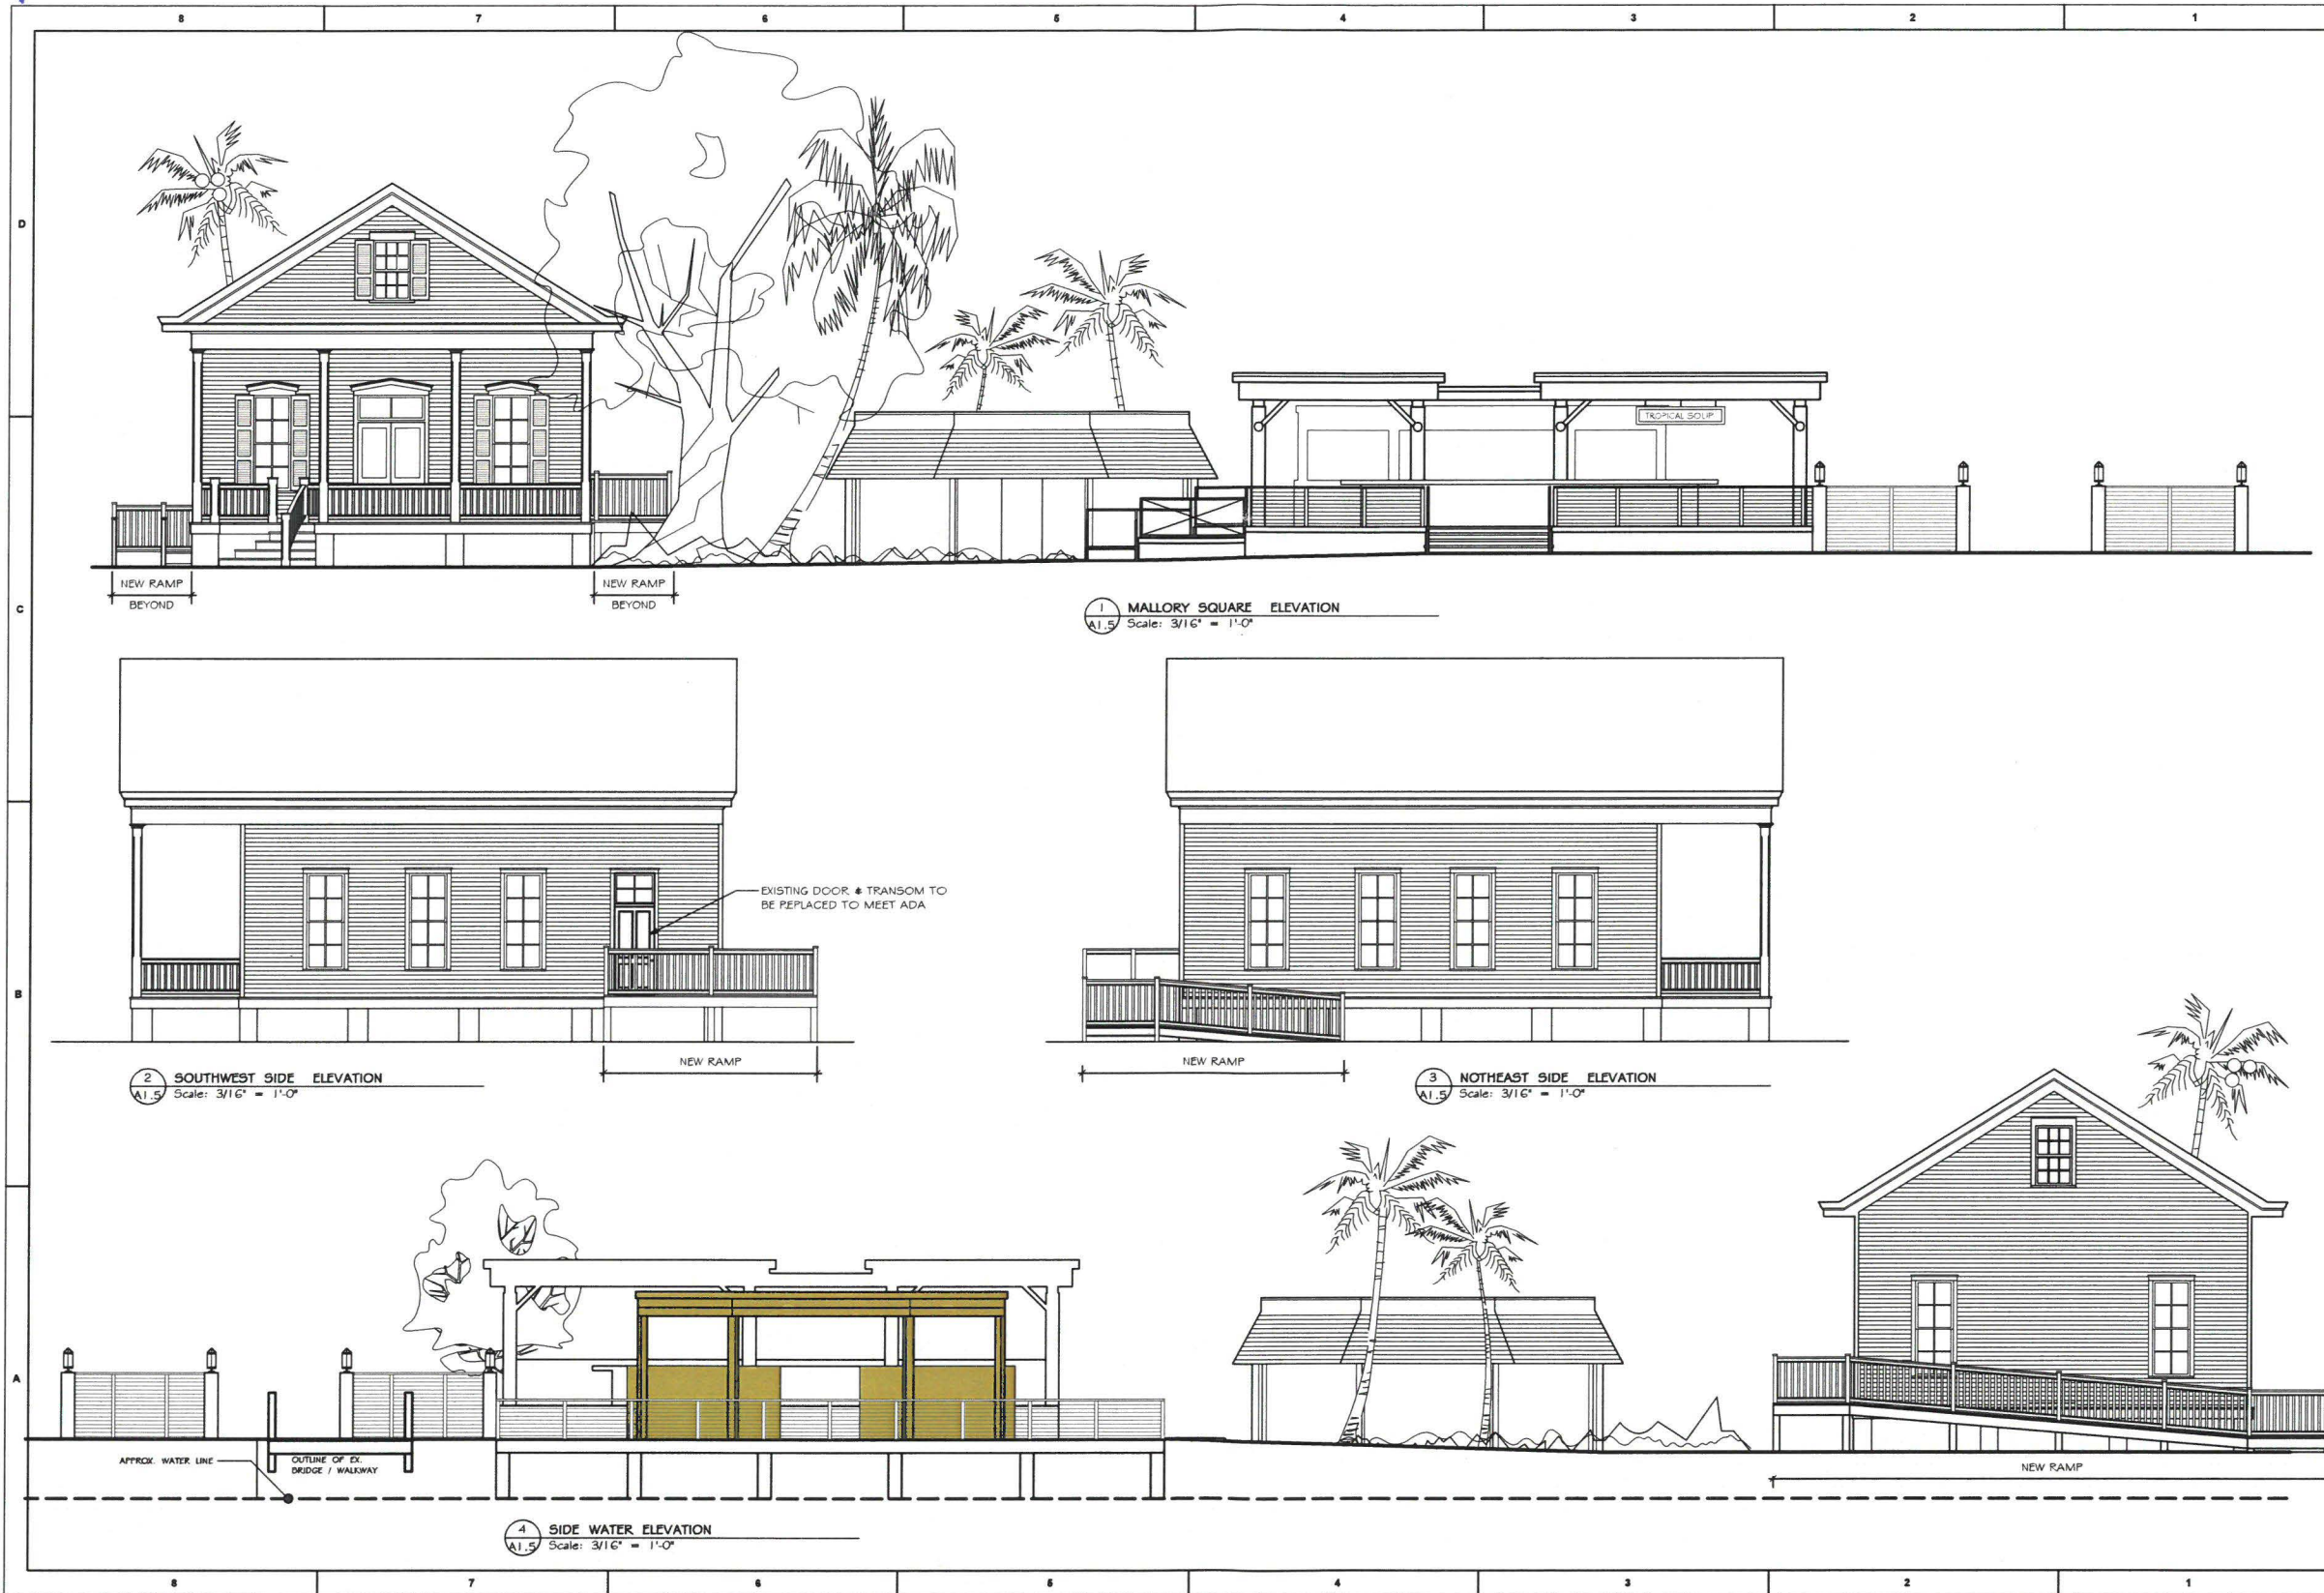 8 7 6 5 4 3 2 1
D
C
B
A
TROPICAL SOUP
NEW RAMP
BEYOND
NEW RAMP
BEYOND
1
A1.5
MALLORY SQUARE ELEVATION
Scale: 3/16" = 1'-0"
EXISTING DOOR & TRANSOM TO
BE REPLACED TO MEET ADA
NEW RAMP
2
A1.5
SOUTHWEST SIDE ELEVATION
Scale: 3/16" = 1'-0"
NEW RAMP
3
A1.5
NOTHEAST SIDE ELEVATION
Scale: 3/16" = 1'-0"
APPROX. WATER LINE
OUTLINE OF EX.
BRIDGE / WALKWAY
NEW RAMP
4
A1.5
SIDE WATER ELEVATION
Scale: 3/16" = 1'-0"
8 7 6 5 4 3 2 1